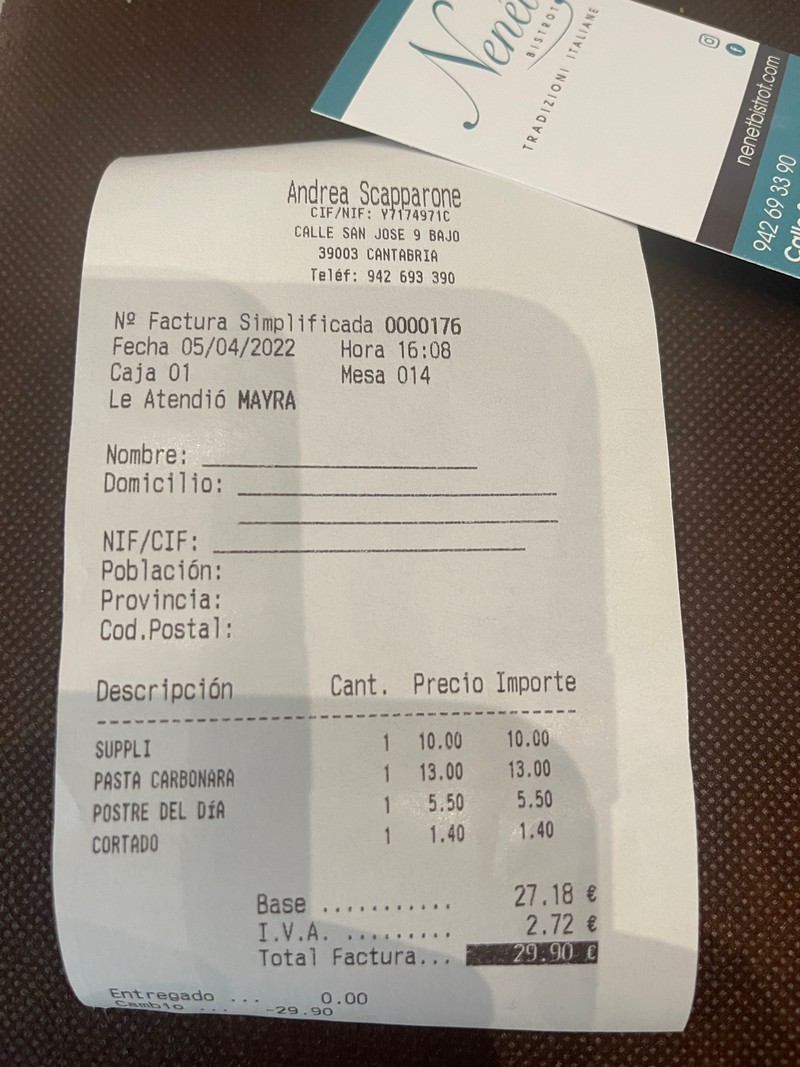 Nenét
BISTROT
TRADIZIONI ITALIANE
nenetbistrot.com
942 69 33 90
Andrea Scapparone
CIF/NIF: Y7174971C
CALLE SAN JOSE 9 BAJO
39003 CANTABRIA
Teléf: 942 693 390
Nº Factura Simplificada 0000176
Fecha 05/04/2022 Hora 16:08
Caja 01 Mesa 014
Le Atendió MAYRA
Nombre:
Domicilio:
NIF/CIF:
Población:
Provincia:
Cod.Postal:
Descripción Cant. Precio Importe
SUPPLI 1 10.00 10.00
PASTA CARBONARA 1 13.00 13.00
POSTRE DEL DíA 1 5.50 5.50
CORTADO 1 1.40 1.40
Base ........... 27.18 €
I.V.A. ......... 2.72 €
Total Factura... 29.90 €
Entregado ... 0.00
Cambio ... -29.90